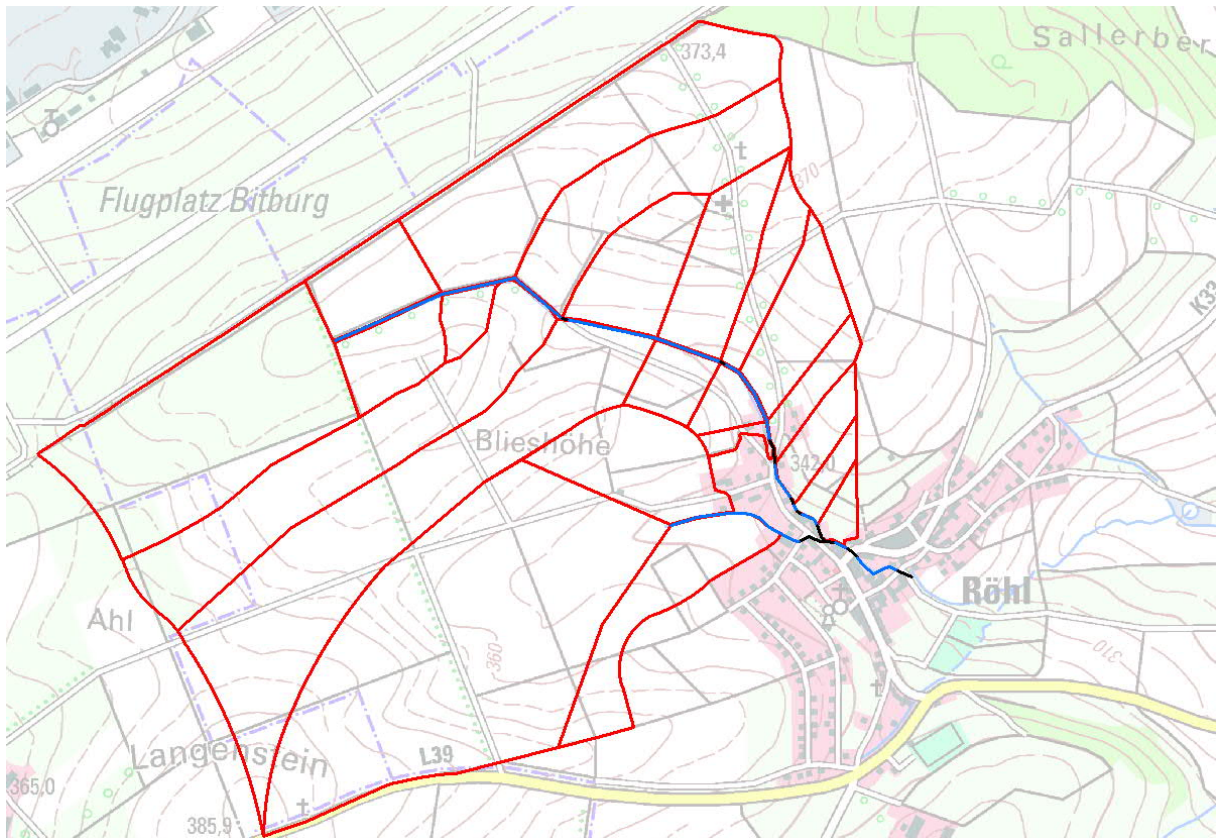 Sallerber
373,4
Flugplatz Bitburg
370
K33
Blieshöhe
342,0
Röhl
Ahl
360
310
Langenstein
L39
365,0
385,9